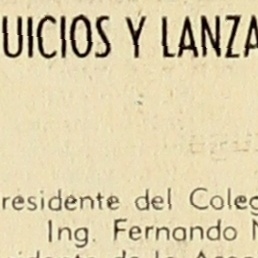 UICIOS Y LANZA
residente del Coleg
Ing. Fernando